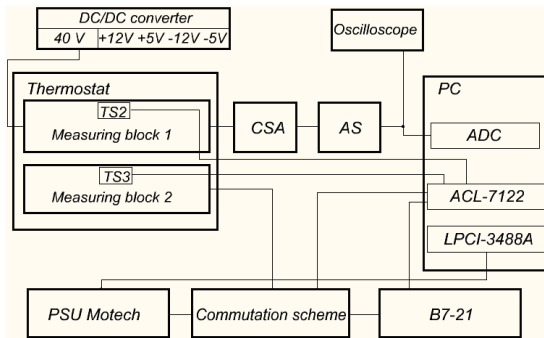 DC/DC converter
40 V +12V +5V -12V -5V
Oscilloscope
Thermostat
PC
TS2
Measuring block 1
CSA
AS
ADC
TS3
Measuring block 2
ACL-7122
LPCI-3488A
PSU Motech
Commutation scheme
B7-21